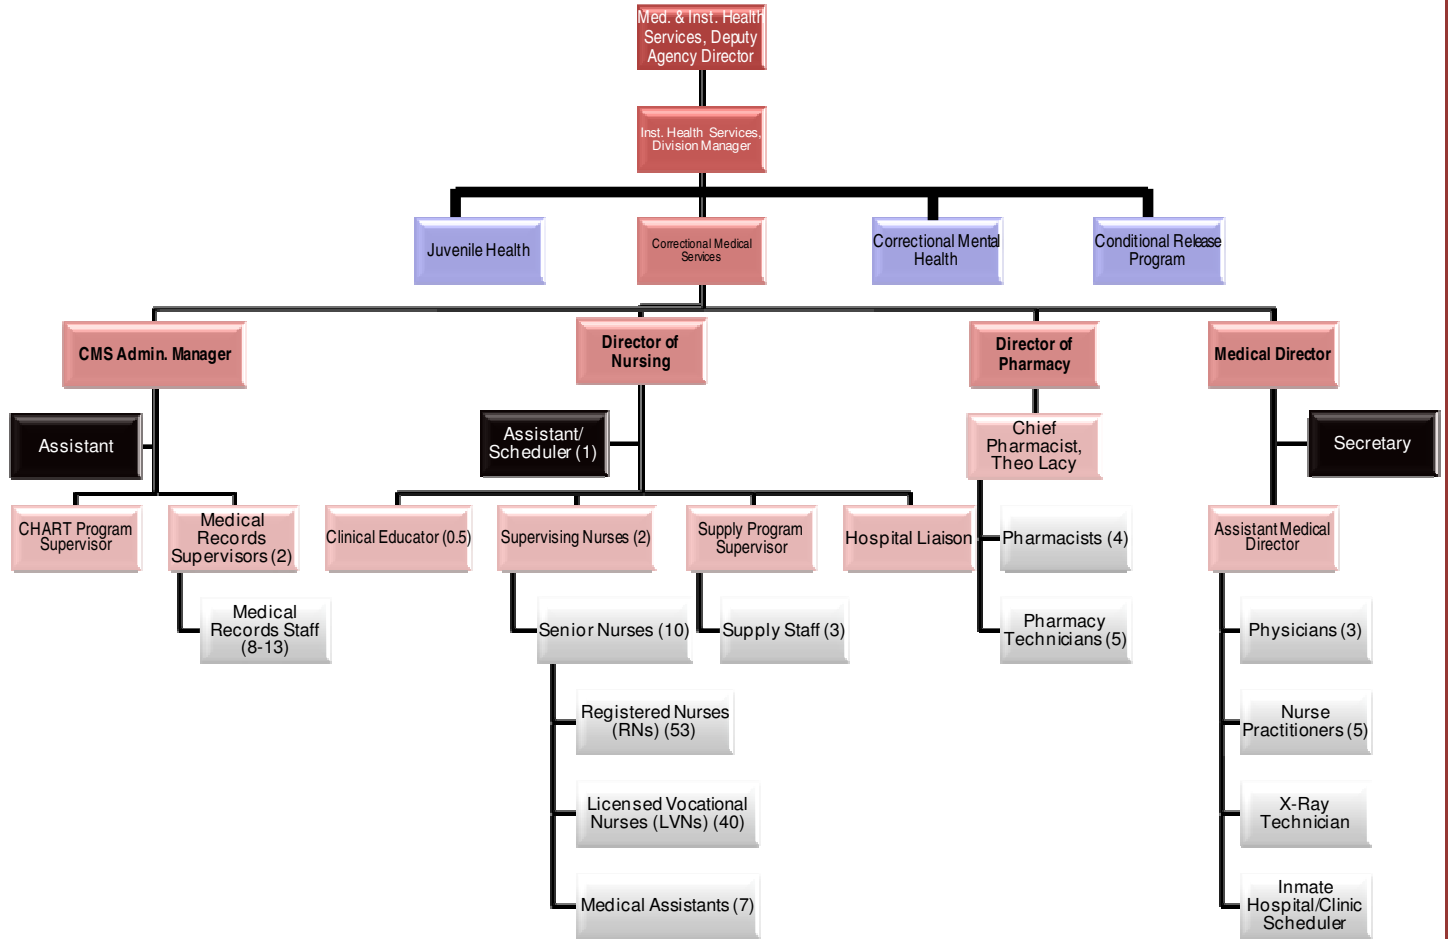 Med. & Inst. Health
Services, Deputy
Agency Director
Inst. Health Services,
Division Manager
Juvenile Health
Correctional Medical
Services
Correctional Mental
Health
Conditional Release
Program
CMS Admin. Manager
Director of
Nursing
Director of
Pharmacy
Medical Director
Assistant
Assistant/
Scheduler (1)
Chief
Pharmacist,
Theo Lacy
Secretary
CHART Program
Supervisor
Medical
Records
Supervisors (2)
Clinical Educator (0.5)
Supervising Nurses (2)
Supply Program
Supervisor
Hospital Liaison
Pharmacists (4)
Assistant Medical
Director
Medical
Records Staff
(8-13)
Senior Nurses (10)
Supply Staff (3)
Pharmacy
Technicians (5)
Physicians (3)
Registered Nurses
(RNs) (53)
Nurse
Practitioners (5)
Licensed Vocational
Nurses (LVNs) (40)
X-Ray
Technician
Medical Assistants (7)
Inmate
Hospital/Clinic
Scheduler